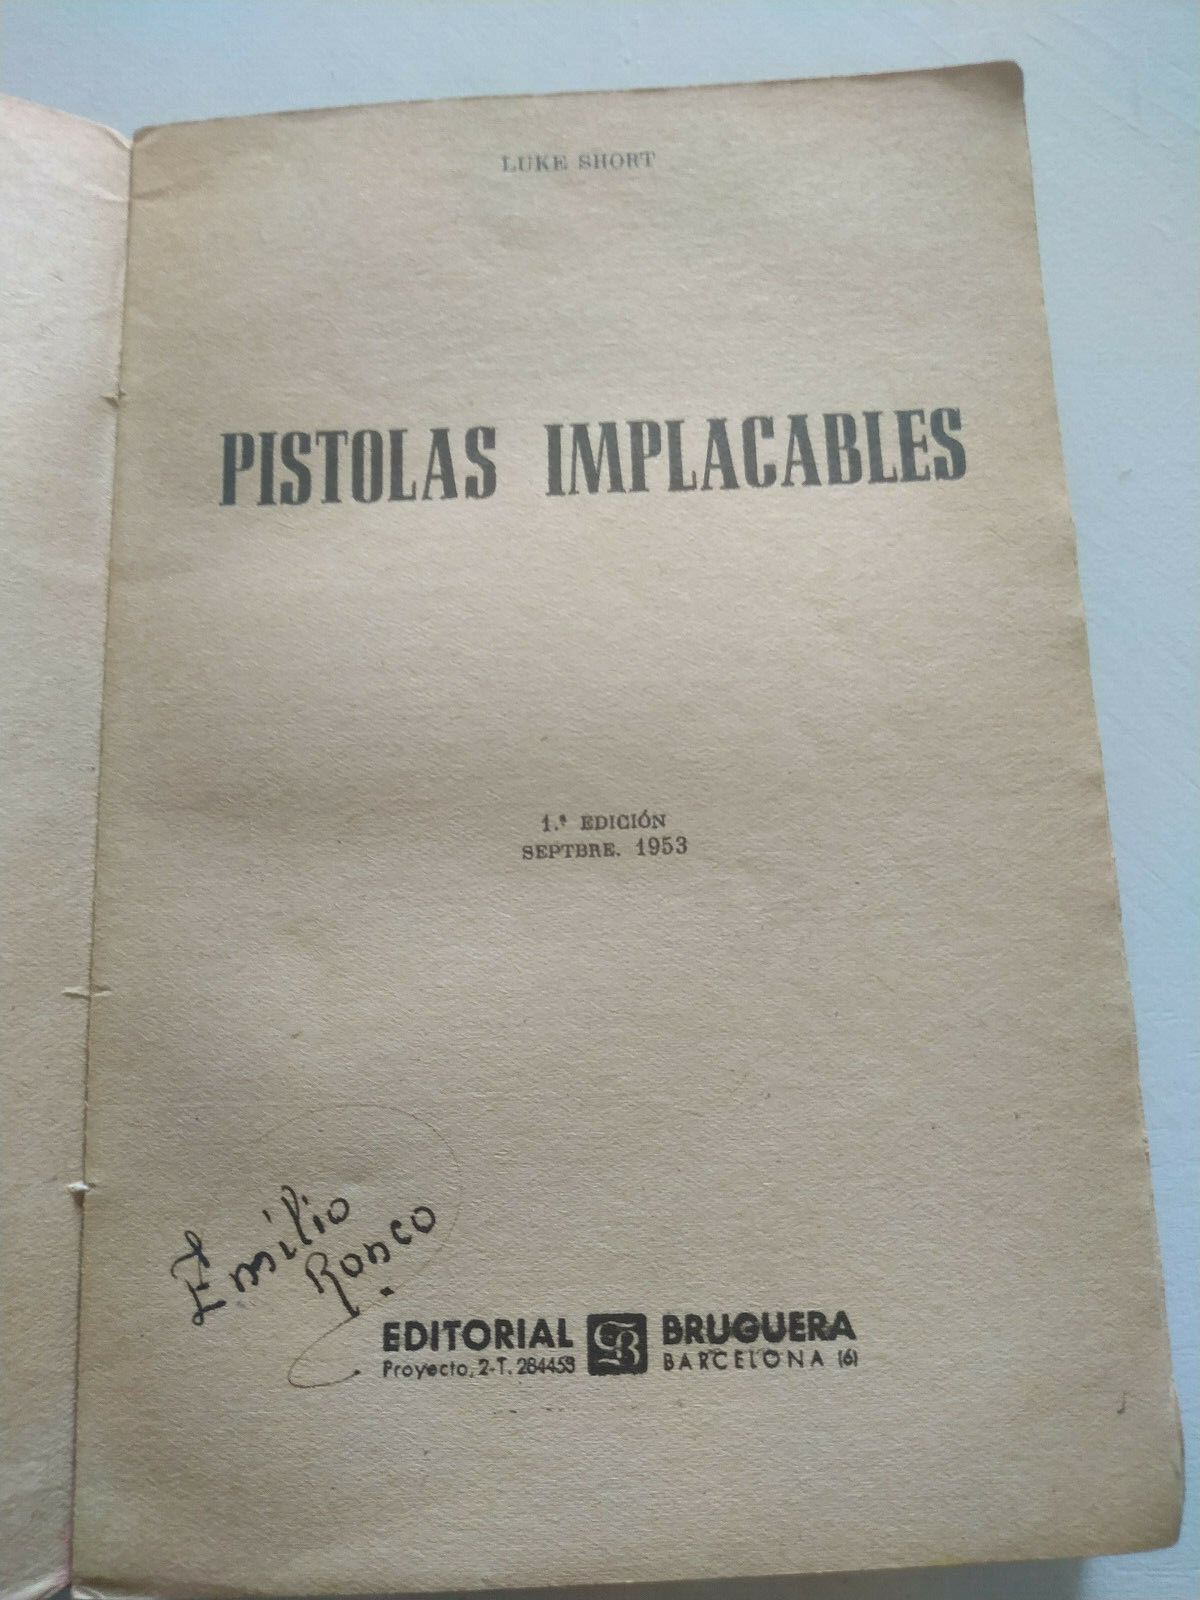 LUKE SHORT
PISTOLAS IMPLACABLES
1.ª EDICIÓN
SEPTBRE. 1953
Emilio
Ronco
EDITORIAL B BRUGUERA
Proyecto, 2-T. 284453 BARCELONA (6)